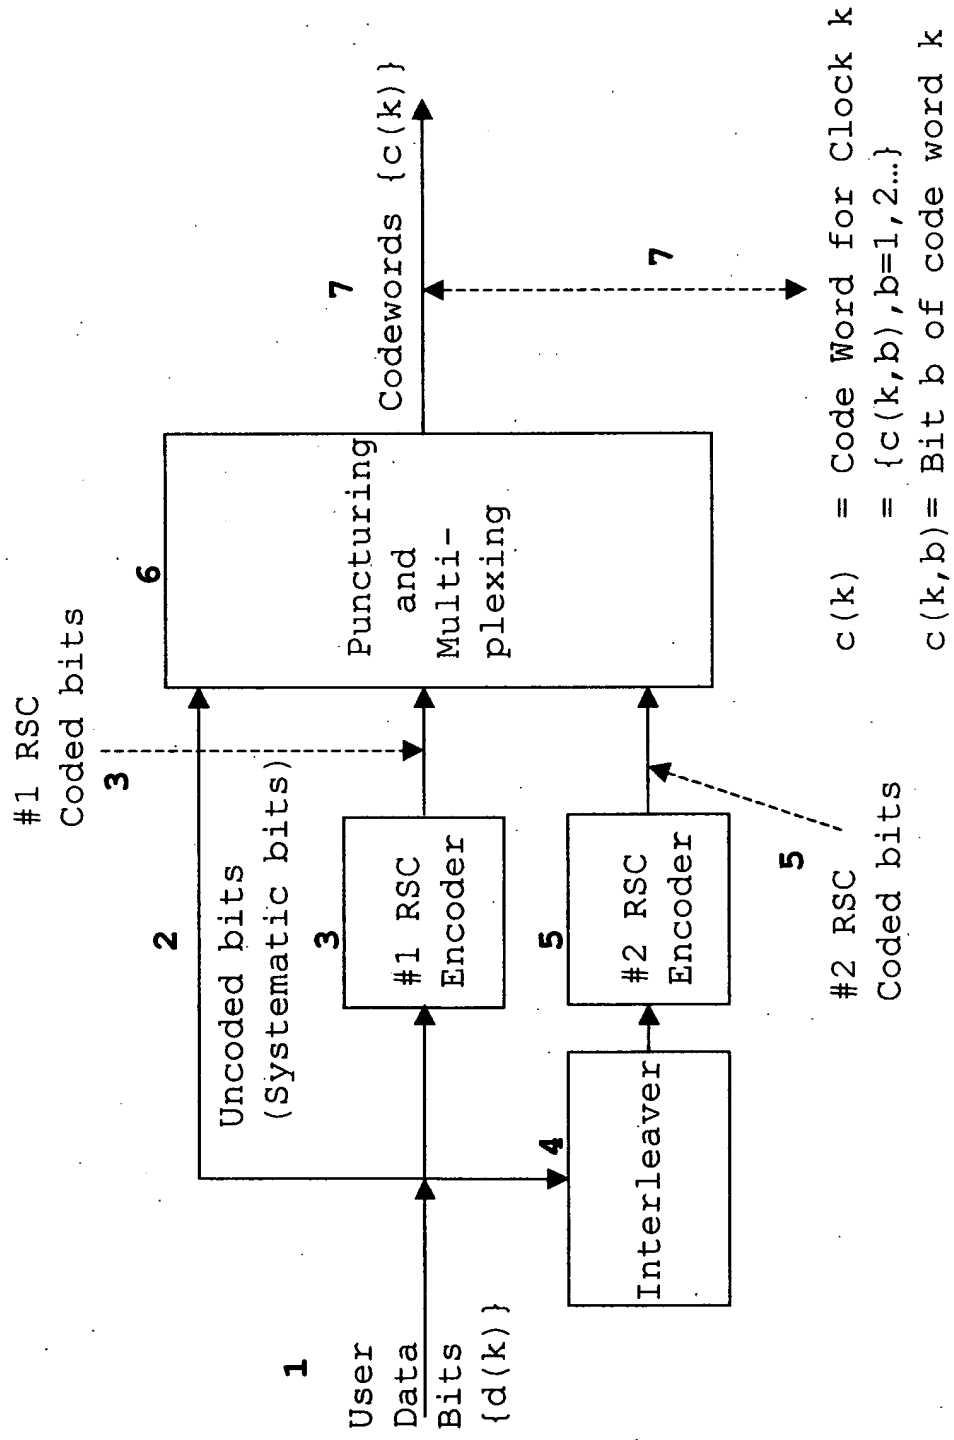 1
User
Data
Bits
{d(k)}
2
Uncoded bits
(Systematic bits)
#1 RSC
Coded bits
3
3
#1 RSC
Encoder
4
Interleaver
5
#2 RSC
Encoder
5
#2 RSC
Coded bits
6
Puncturing
and
Multi-
plexing
7
Codewords {c(k)}
7
c(k) = Code Word for Clock k
= {c(k,b),b=1,2…}
c(k,b)= Bit b of code word k